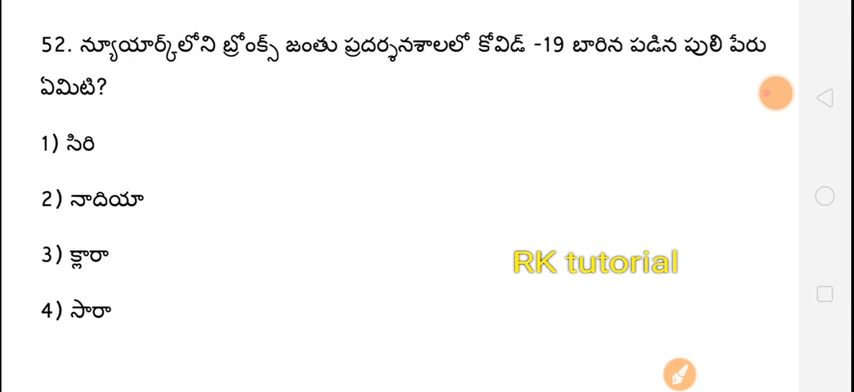 52. న్యూయార్క్‌లోని బ్రోంక్స్ జంతు ప్రదర్శనశాలలో కోవిడ్ -19 బారిన పడిన పులి పేరు
ఏమిటి?
1) సిరి
2) నాదియా
3) క్లారా
RK tutorial
4) సారా